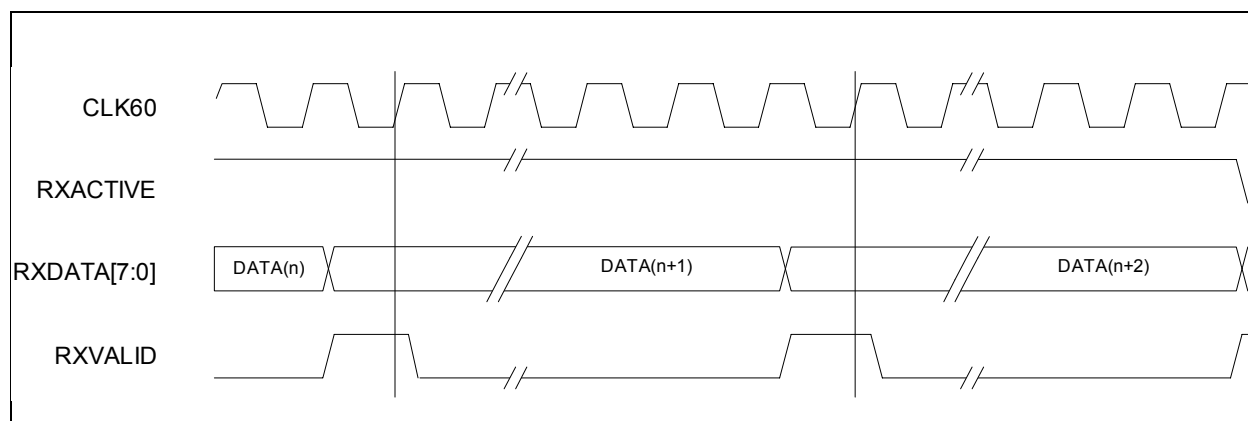 CLK60
RXACTIVE
RXDATA[7:0]
DATA(n)
DATA(n+1)
DATA(n+2)
RXVALID